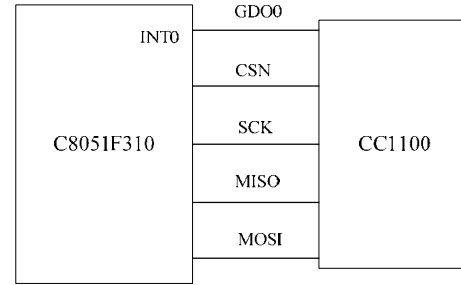 GDO0
INT0
CSN
SCK
C8051F310
CC1100
MISO
MOSI